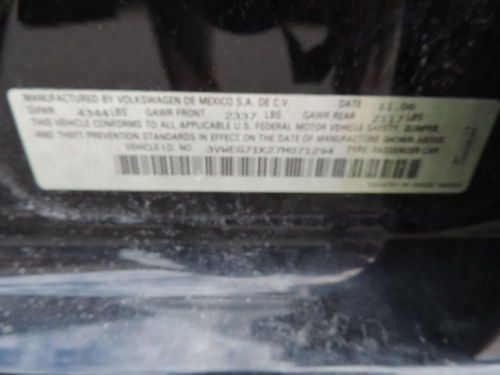 MANUFACTURED BY VOLKSWAGEN DE MEXICO S.A. DE C.V. DATE 11.06
GVWR 4344 LBS GAWR FRONT 2337 LBS GAWR REAR 2117 LBS
THIS VEHICLE CONFORMS TO ALL APPLICABLE U.S. FEDERAL MOTOR VEHICLE SAFETY, BUMPER,
AND THEFT PREVENTION STANDARDS IN EFFECT ON THE DATE OF MANUFACTURE SHOWN ABOVE.
VEHICLE I.D. NO. 3VWEG71K27M071294 TYPE: PASSENGER CAR